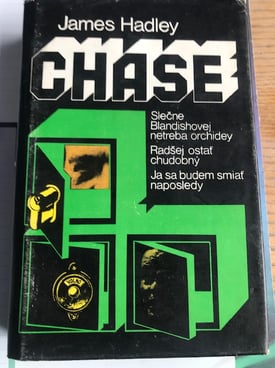 James Hadley
CHASE
Slečne
Blandishovej
netreba orchidey
Radšej ostať
chudobný
Ja sa budem smiať
naposledy